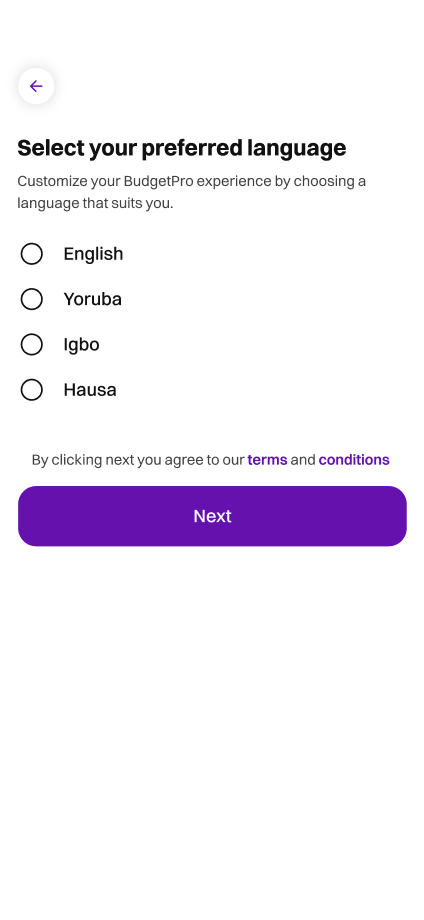 Select your preferred language
Customize your BudgetPro experience by choosing a
language that suits you.
English
Yoruba
Igbo
Hausa
By clicking next you agree to our terms and conditions
Next